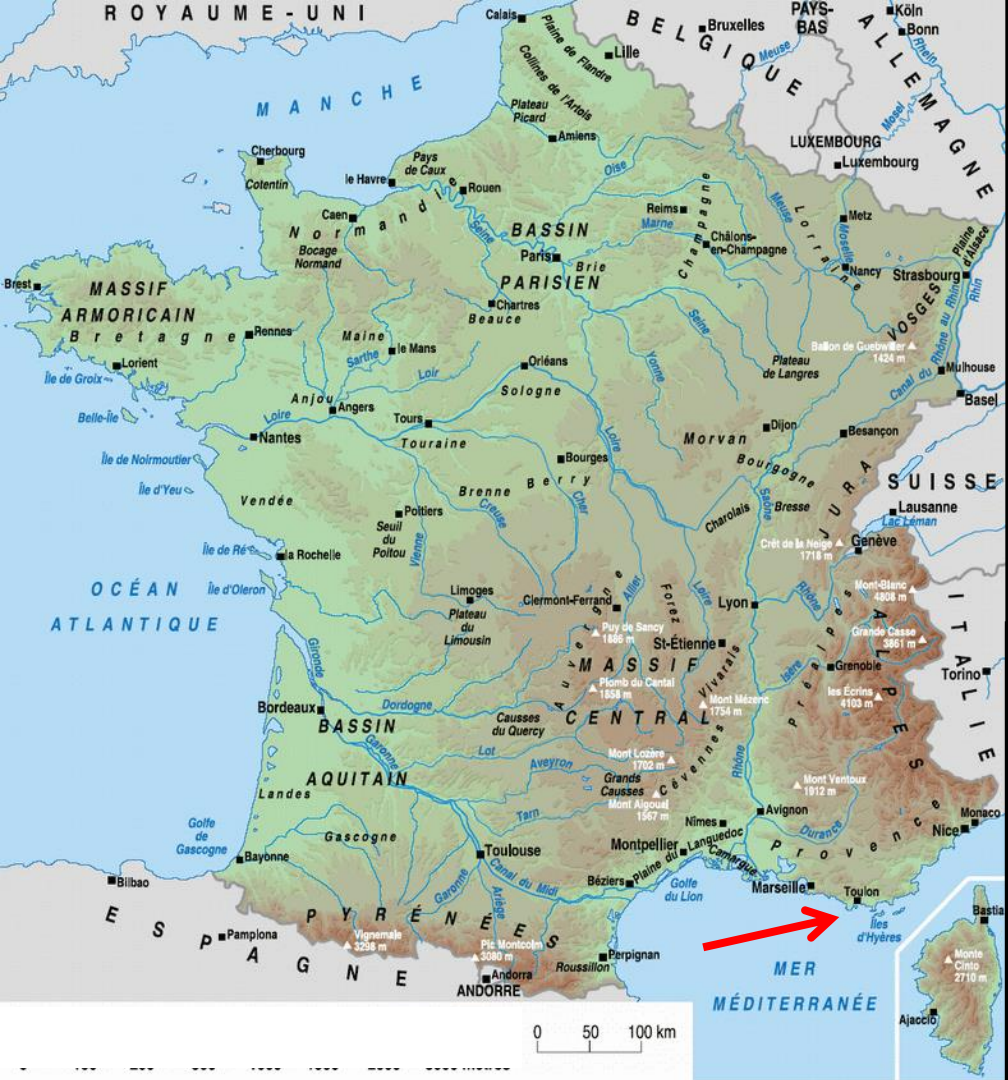 ROYAUME-UNI
Calais
Plaine de Flandre
Lille
BELGIQUE
Bruxelles
PAYS-
BAS
Köln
Bonn
Rhein
ALLEMAGNE
Meuse
Collines de l'Artois
MANCHE
Plateau
Picard
Amiens
Mosel
LUXEMBOURG
Luxembourg
Cherbourg
Cotentin
Pays
de Caux
le Havre
Rouen
Oise
Caen
Normandie
Bocage
Normand
Seine
Reims
Marne
Champagne
Châlons-
en-Champagne
Meuse
Lorraine
Metz
Moselle
Nancy
Plaine
d'Alsace
Strasbourg
Rhin
BASSIN
Paris
Brie
PARISIEN
Brest
MASSIF
ARMORICAIN
Bretagne
Rennes
Chartres
Beauce
Seine
VOSGES
Ballon de Guebwiller
1424 m
Canal du Rhône au Rhin
Mulhouse
Basel
Lorient
Île de Groix
Maine
le Mans
Sarthe
Loir
Orléans
Sologne
Yonne
Plateau
de Langres
Belle-Île
Anjou
Angers
Loire
Nantes
Tours
Touraine
Loire
Morvan
Dijon
Besançon
Bourgogne
JURA
SUISSE
Île de Noirmoutier
Île d'Yeu
Vendée
Bourges
Berry
Brenne
Creuse
Cher
Poitiers
Seuil
du
Poitou
Vienne
Charolais
Saône
Bresse
Lausanne
Lac Léman
Crêt de la Neige
1718 m
Genève
Île de Ré
la Rochelle
Île d'Oleron
OCÉAN
ATLANTIQUE
Limoges
Plateau
du
Limousin
Clermont-Ferrand
Allier
Forez
Loire
Lyon
Rhône
Mont-Blanc
4808 m
ITALIE
Puy de Sancy
1886 m
Auvergne
St-Étienne
Grande Casse
3861 m
ALPES
Préalpes
Isère
Grenoble
Torino
Gironde
MASSIF
Plomb du Cantal
1858 m
Vivarais
Mont Mézenc
1754 m
les Écrins
4103 m
Bordeaux
BASSIN
Dordogne
Causses
du Quercy
CENTRAL
Garonne
Lot
Aveyron
Mont Lozère
1702 m
Cévennes
Rhône
AQUITAIN
Landes
Grands
Causses
Mont Aigoual
1567 m
Mont Ventoux
1912 m
Tarn
Avignon
Durance
Provence
Monaco
Nice
Golfe
de
Gascogne
Gascogne
Bayonne
Toulouse
Nîmes
Montpellier
Plaine du Languedoc
Camargue
Canal du Midi
Béziers
Golfe
du Lion
Marseille
Toulon
Îles
d'Hyères
Bilbao
ESPAGNE
Pamplona
PYRÉNÉES
Garonne
Ariège
Vignemale
3298 m
Pic Montcolm
3080 m
Andorra
ANDORRE
Roussillon
Perpignan
MER
MÉDITERRANÉE
Bastia
Monte
Cinto
2710 m
Ajaccio
0 50 100 km